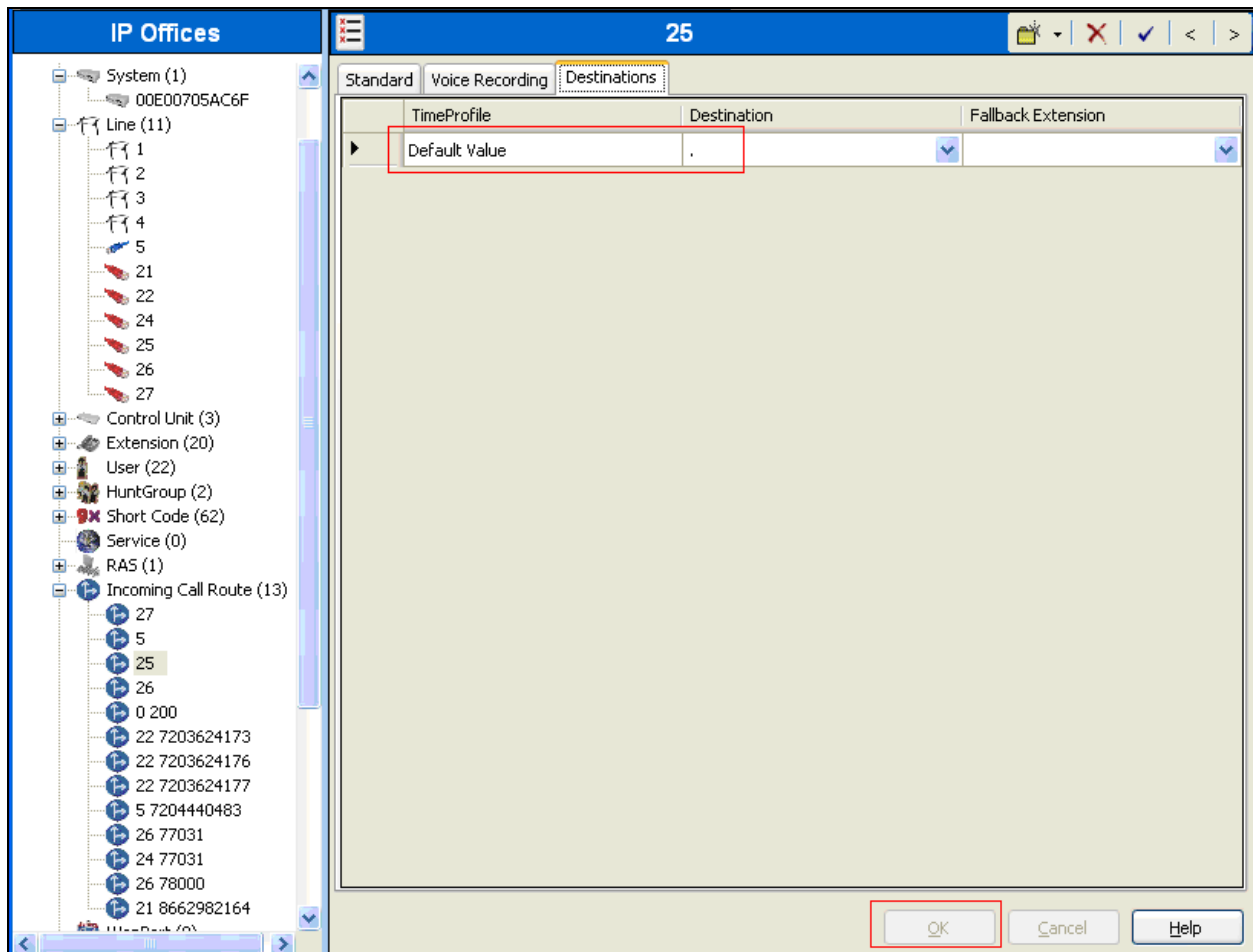 IP Offices
System (1)
00E00705AC6F
Line (11)
1
2
3
4
5
21
22
24
25
26
27
Control Unit (3)
Extension (20)
User (22)
HuntGroup (2)
Short Code (62)
Service (0)
RAS (1)
Incoming Call Route (13)
27
5
25
26
0 200
22 7203624173
22 7203624176
22 7203624177
5 7204440483
26 77031
24 77031
26 78000
21 8662982164
25
Standard Voice Recording Destinations
TimeProfile Destination Fallback Extension
Default Value .
OK Cancel Help